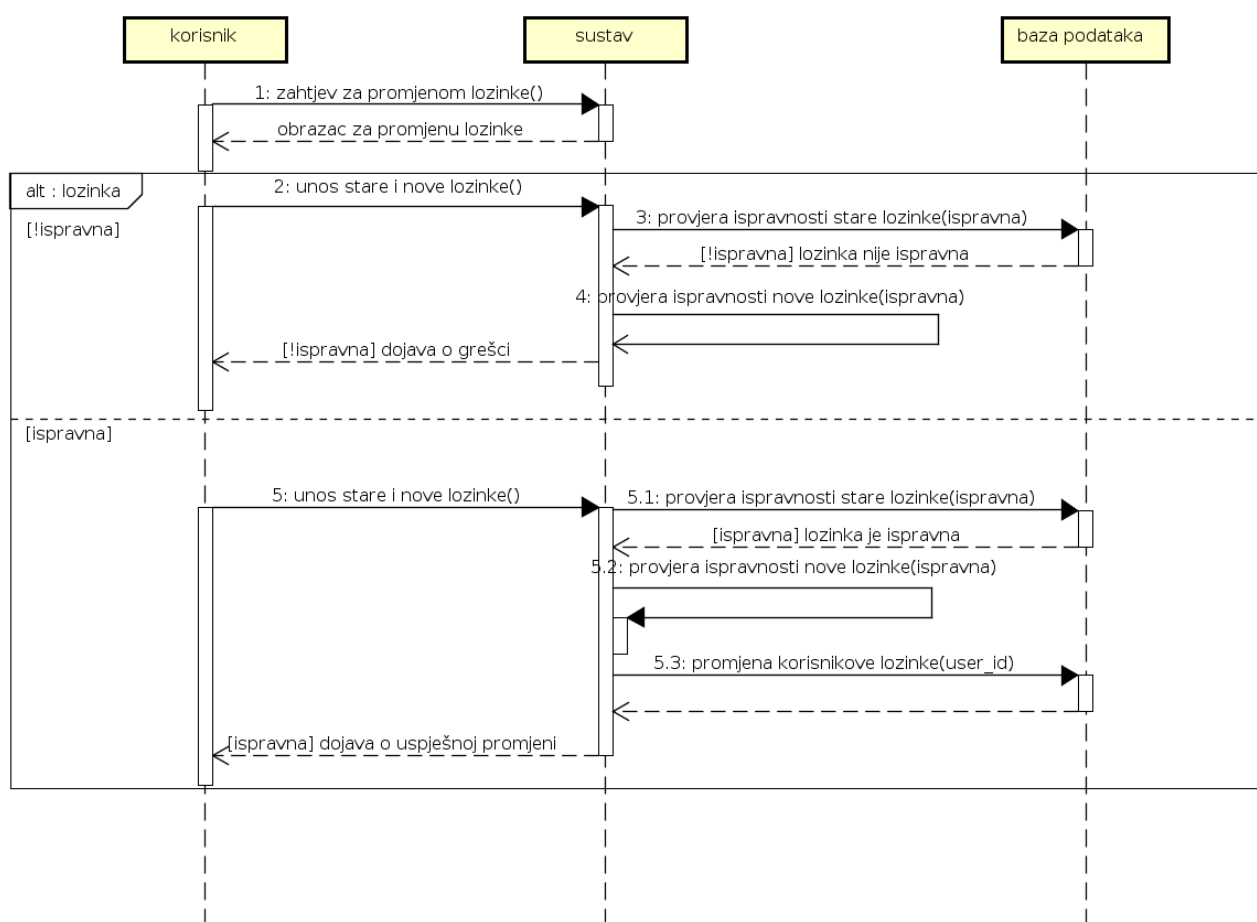 korisnik
sustav
baza podataka
1: zahtjev za promjenom lozinke()
obrazac za promjenu lozinke
alt : lozinka
2: unos stare i nove lozinke()
[!ispravna]
3: provjera ispravnosti stare lozinke(ispravna)
[!ispravna] lozinka nije ispravna
4: provjera ispravnosti nove lozinke(ispravna)
[!ispravna] dojava o grešci
[ispravna]
5: unos stare i nove lozinke()
5.1: provjera ispravnosti stare lozinke(ispravna)
[ispravna] lozinka je ispravna
5.2: provjera ispravnosti nove lozinke(ispravna)
5.3: promjena korisnikove lozinke(user_id)
[ispravna] dojava o uspješnoj promjeni